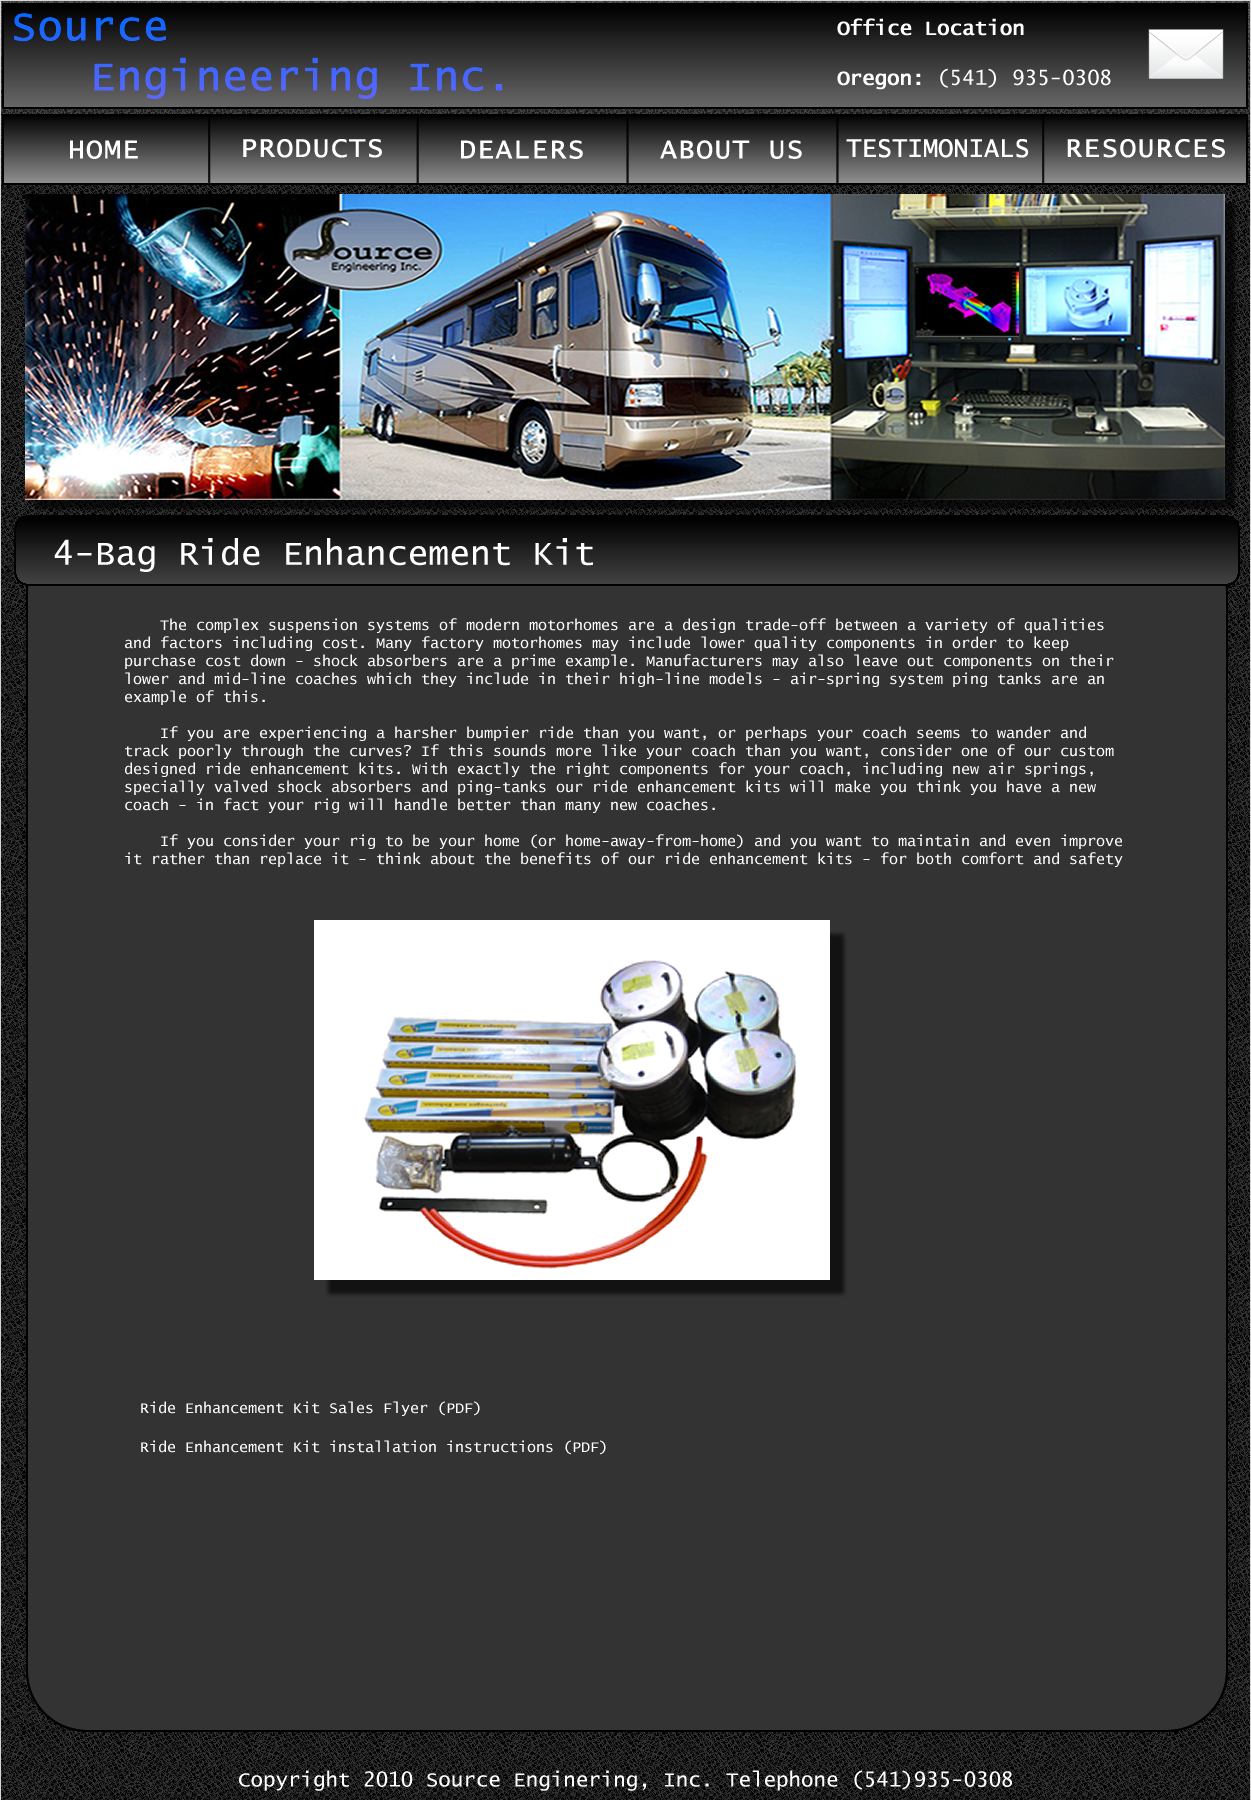 Source
Engineering Inc.
Office Location
Oregon: (541) 935-0308
HOME
PRODUCTS
DEALERS
ABOUT US
TESTIMONIALS
RESOURCES
Source
Engineering Inc.
4-Bag Ride Enhancement Kit
The complex suspension systems of modern motorhomes are a design trade-off between a variety of qualities
and factors including cost. Many factory motorhomes may include lower quality components in order to keep
purchase cost down - shock absorbers are a prime example. Manufacturers may also leave out components on their
lower and mid-line coaches which they include in their high-line models - air-spring system ping tanks are an
example of this.
If you are experiencing a harsher bumpier ride than you want, or perhaps your coach seems to wander and
track poorly through the curves? If this sounds more like your coach than you want, consider one of our custom
designed ride enhancement kits. With exactly the right components for your coach, including new air springs,
specially valved shock absorbers and ping-tanks our ride enhancement kits will make you think you have a new
coach - in fact your rig will handle better than many new coaches.
If you consider your rig to be your home (or home-away-from-home) and you want to maintain and even improve
it rather than replace it - think about the benefits of our ride enhancement kits - for both comfort and safety
Ride Enhancement Kit Sales Flyer (PDF)
Ride Enhancement Kit installation instructions (PDF)
Copyright 2010 Source Enginering, Inc. Telephone (541)935-0308